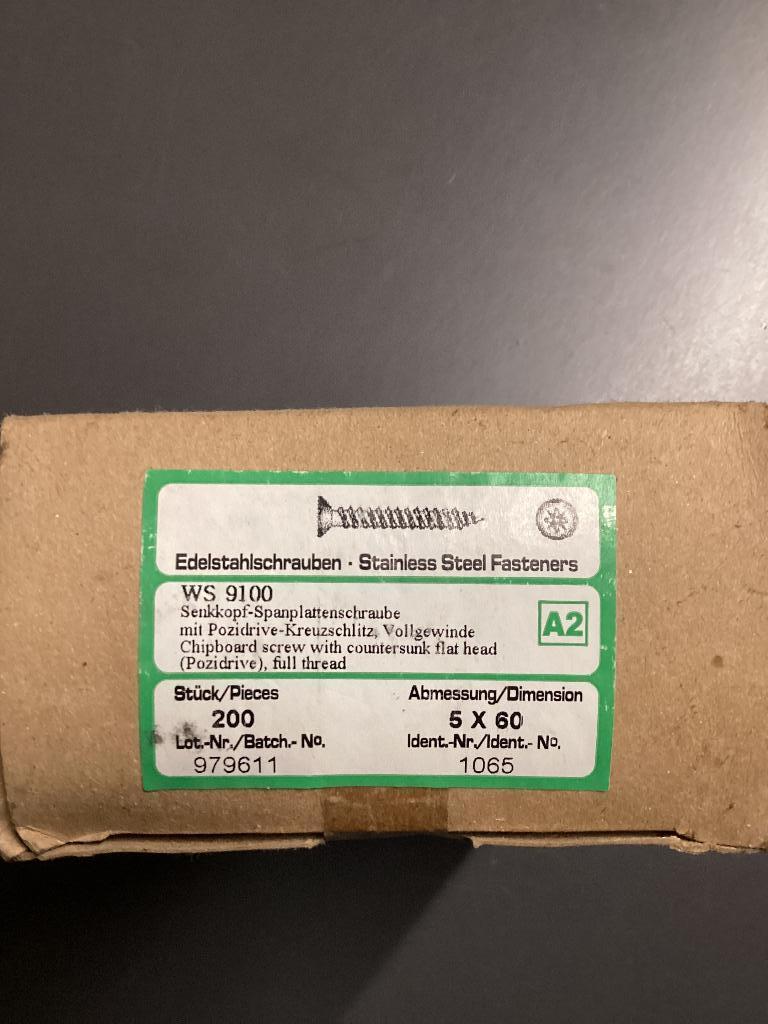 Edelstahlschrauben · Stainless Steel Fasteners
WS 9100
Senkkopf-Spanplattenschraube
mit Pozidrive-Kreuzschlitz, Vollgewinde
Chipboard screw with countersunk flat head
(Pozidrive), full thread
A2
Stück/Pieces Abmessung/Dimension
200 5 X 60
Lot.-Nr./Batch.- No. Ident.-Nr./Ident.- No.
979611 1065